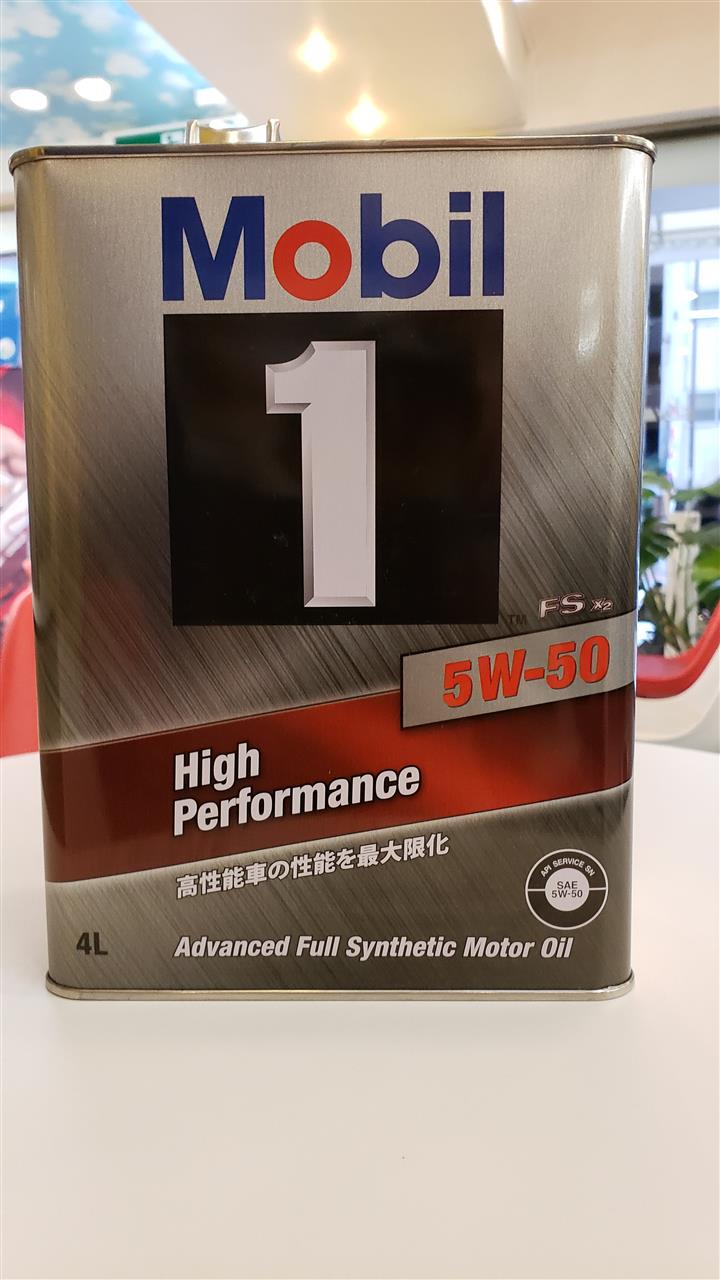 Mobil
1
TM
FS x2
5W-50
High
Performance
高性能車の性能を最大限化
API SERVICE SN
SAE
5W-50
4L
Advanced Full Synthetic Motor Oil